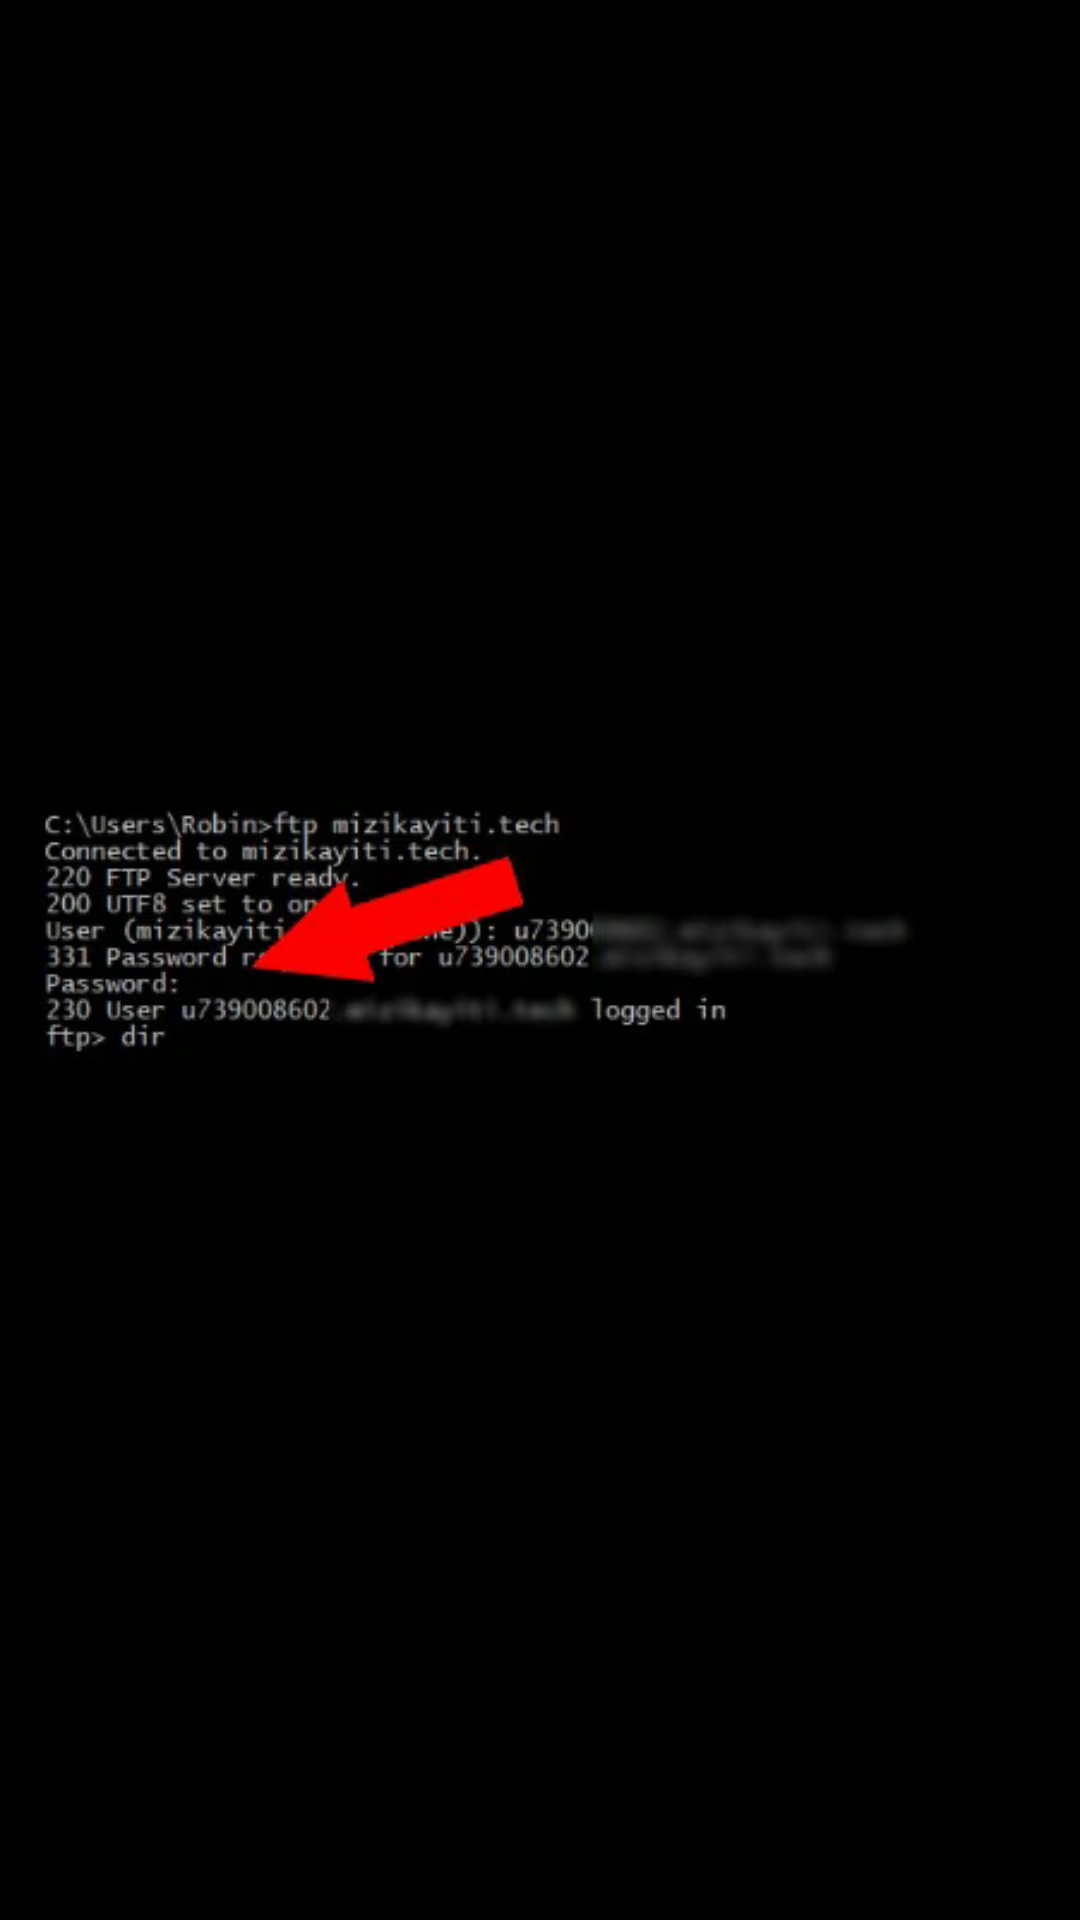 C:\Users\Robin>ftp mizikayiti.tech
Connected to mizikayiti.tech.
220 FTP Server ready.
200 UTF8 set to on
User (mizikayiti )): u7390
331 Password for u739008602
Password:
230 User u739008602 logged in
ftp> dir